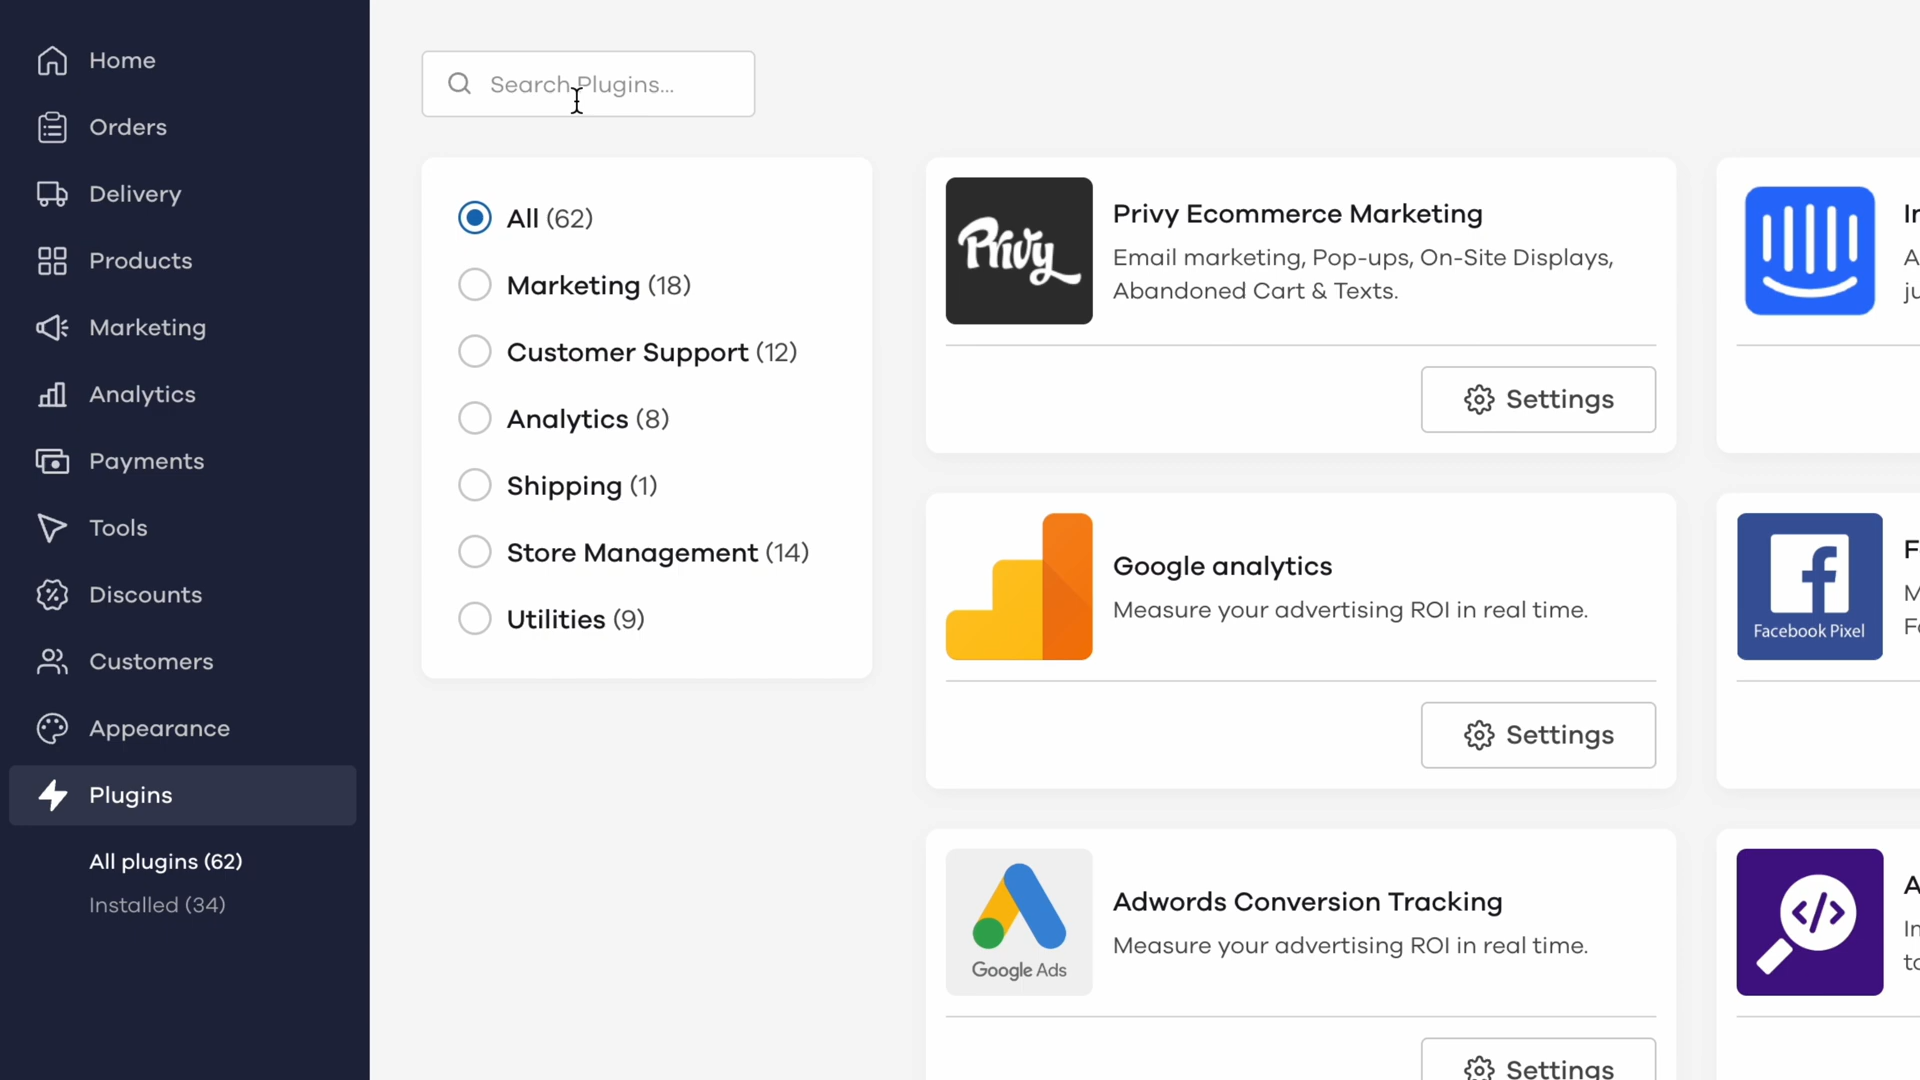 Home
Orders
Delivery
Products
Marketing
Analytics
Payments
Tools
Discounts
Customers
Appearance
Plugins
All plugins (62)
Installed (34)
Search Plugins...
All (62)
Marketing (18)
Customer Support (12)
Analytics (8)
Shipping (1)
Store Management (14)
Utilities (9)
Privy
Privy Ecommerce Marketing
Email marketing, Pop-ups, On-Site Displays,
Abandoned Cart & Texts.
Settings
Google analytics
Measure your advertising ROI in real time.
Settings
Facebook Pixel
Google Ads
Adwords Conversion Tracking
Measure your advertising ROI in real time.
Settings